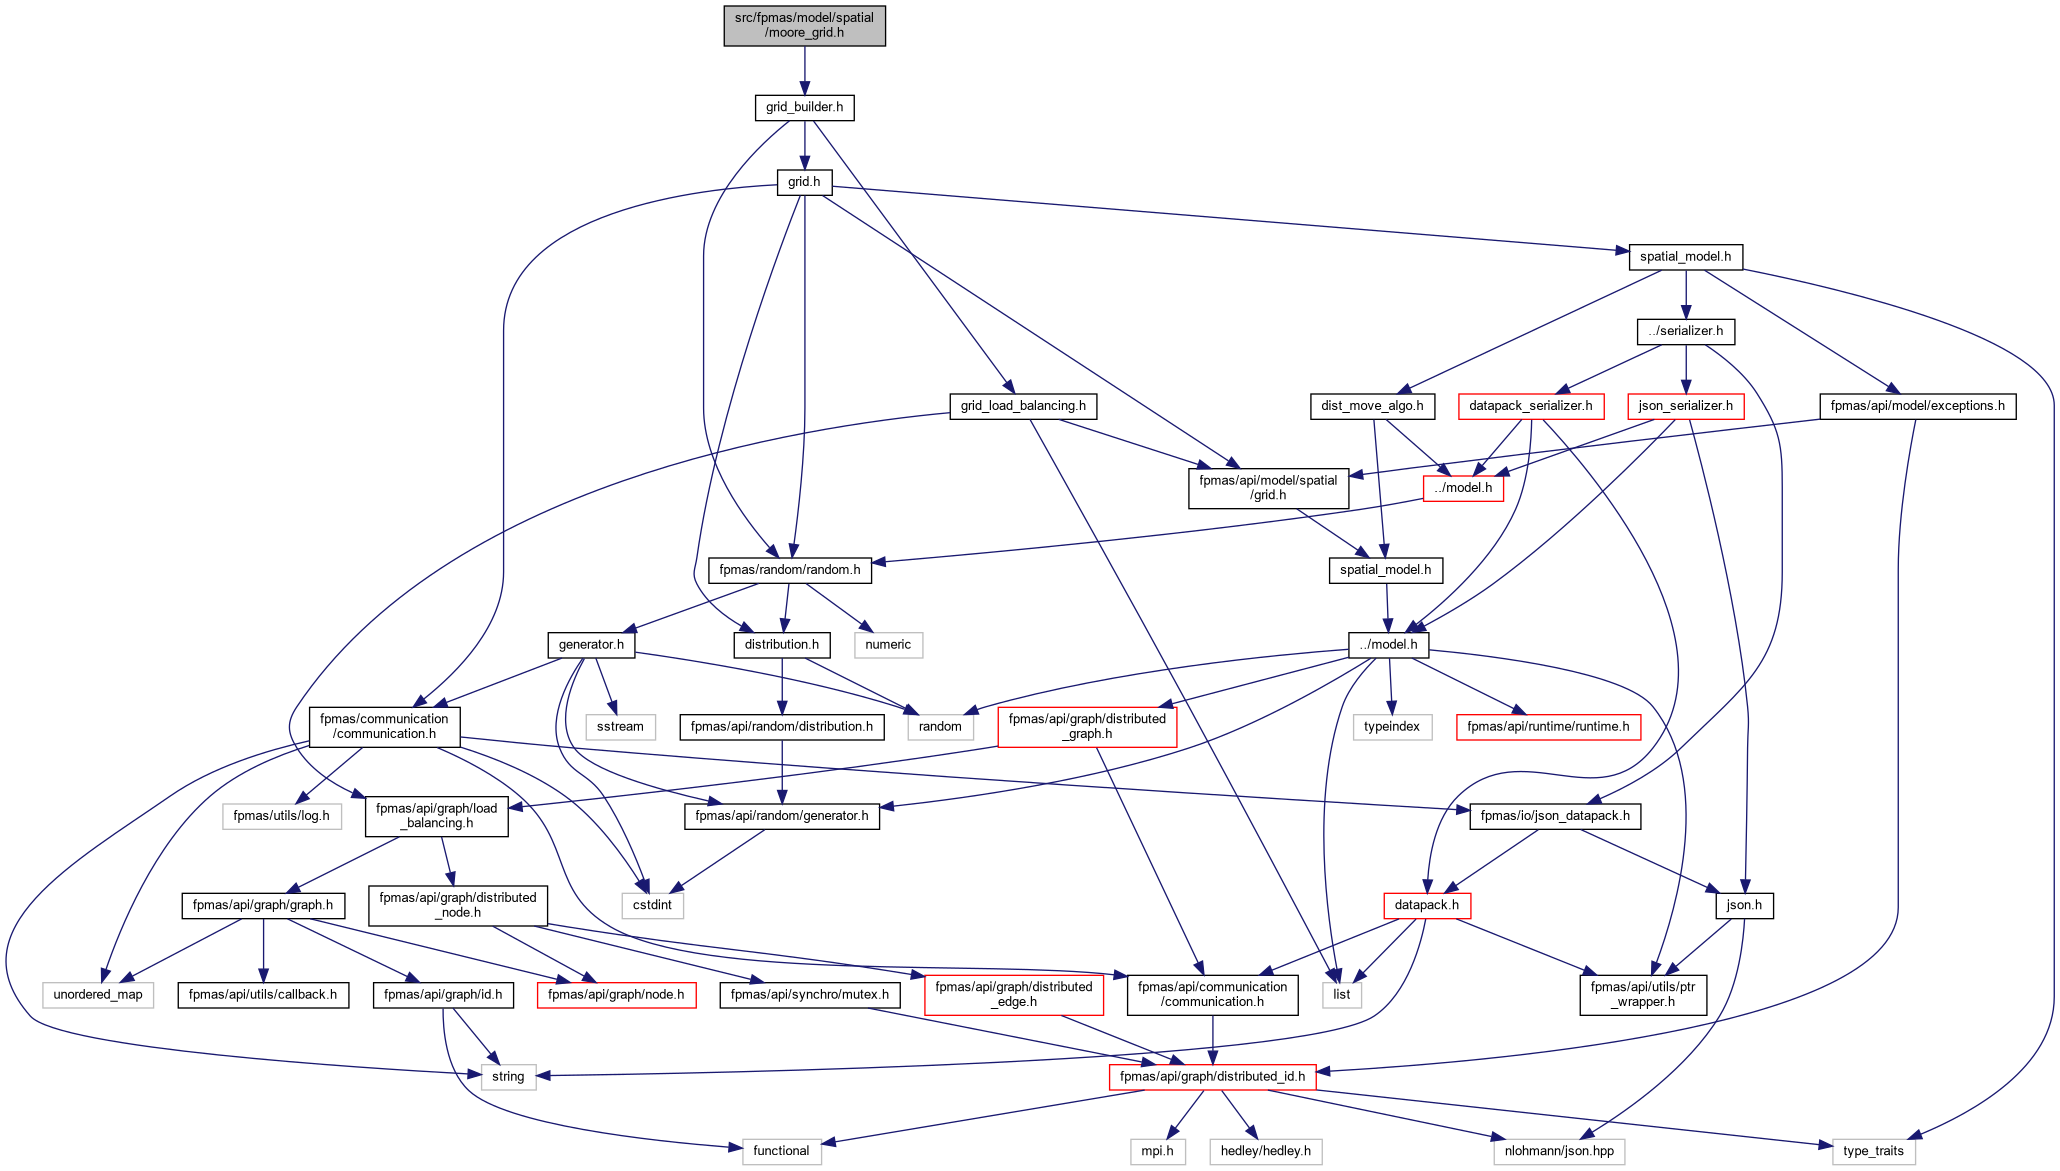 src/fpmas/model/spatial
/moore_grid.h
grid_builder.h
grid.h
spatial_model.h
../serializer.h
grid_load_balancing.h
dist_move_algo.h
datapack_serializer.h
json_serializer.h
fpmas/api/model/exceptions.h
fpmas/api/model/spatial
/grid.h
../model.h
fpmas/random/random.h
spatial_model.h
generator.h
distribution.h
numeric
../model.h
fpmas/communication
/communication.h
sstream
fpmas/api/random/distribution.h
random
fpmas/api/graph/distributed
_graph.h
typeindex
fpmas/api/runtime/runtime.h
fpmas/utils/log.h
fpmas/api/graph/load
_balancing.h
fpmas/api/random/generator.h
fpmas/io/json_datapack.h
fpmas/api/graph/graph.h
fpmas/api/graph/distributed
_node.h
cstdint
datapack.h
json.h
unordered_map
fpmas/api/utils/callback.h
fpmas/api/graph/id.h
fpmas/api/graph/node.h
fpmas/api/synchro/mutex.h
fpmas/api/graph/distributed
_edge.h
fpmas/api/communication
/communication.h
list
fpmas/api/utils/ptr
_wrapper.h
string
fpmas/api/graph/distributed_id.h
functional
mpi.h
hedley/hedley.h
nlohmann/json.hpp
type_traits